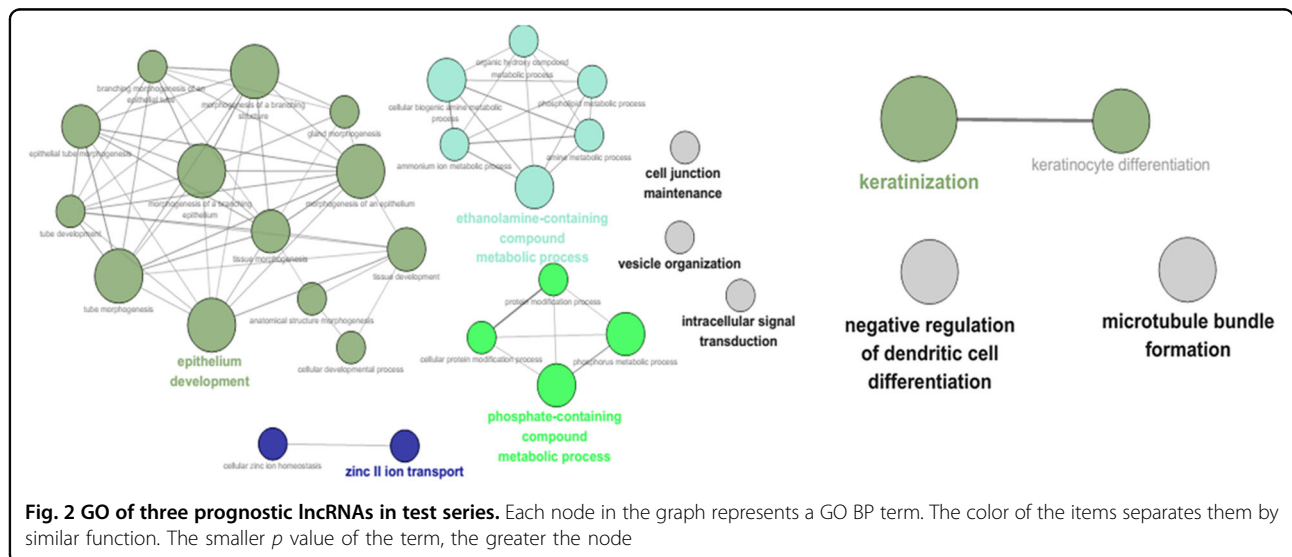 branching morphogenesis of an
epithelial tube
morphogenesis of a branching
structure
gland morphogenesis
epithelial tube morphogenesis
morphogenesis of a branching
epithelium
morphogenesis of an epithelium
tube development
tissue morphogenesis
tissue development
tube morphogenesis
anatomical structure morphogenesis
cellular developmental process
epithelium
development
organic hydroxy compound
metabolic process
cellular biogenic amine metabolic
process
phospholipid metabolic process
ammonium ion metabolic process
amine metabolic process
ethanolamine-containing
compound
metabolic process
protein modification process
cellular protein modification process
phosphorus metabolic process
phosphate-containing
compound
metabolic process
cellular zinc ion homeostasis
zinc II ion transport
cell junction
maintenance
vesicle organization
intracellular signal
transduction
keratinization
keratinocyte differentiation
negative regulation
of dendritic cell
differentiation
microtubule bundle
formation
Fig. 2 GO of three prognostic lncRNAs in test series. Each node in the graph represents a GO BP term. The color of the items separates them by
similar function. The smaller p value of the term, the greater the node